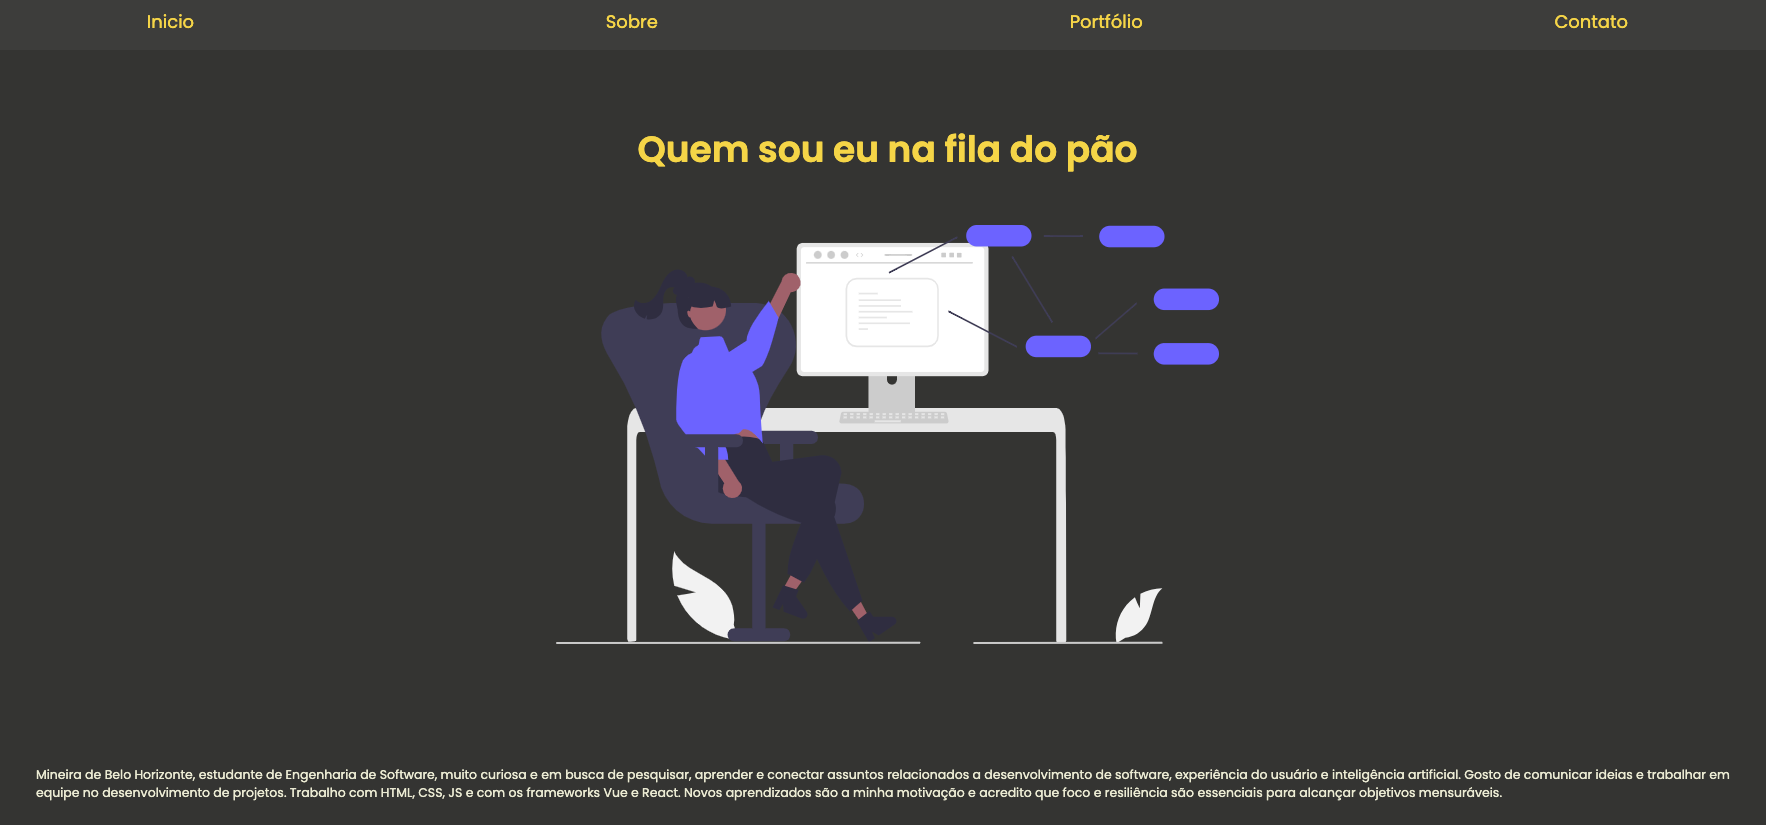 Inicio Sobre Portfólio Contato
Quem sou eu na fila do pão
Mineira de Belo Horizonte, estudante de Engenharia de Software, muito curiosa e em busca de pesquisar, aprender e conectar assuntos relacionados a desenvolvimento de software, experiência do usuário e inteligência artificial. Gosto de comunicar ideias e trabalhar em
equipe no desenvolvimento de projetos. Trabalho com HTML, CSS, JS e com os frameworks Vue e React. Novos aprendizados são a minha motivação e acredito que foco e resiliência são essenciais para alcançar objetivos mensuráveis.